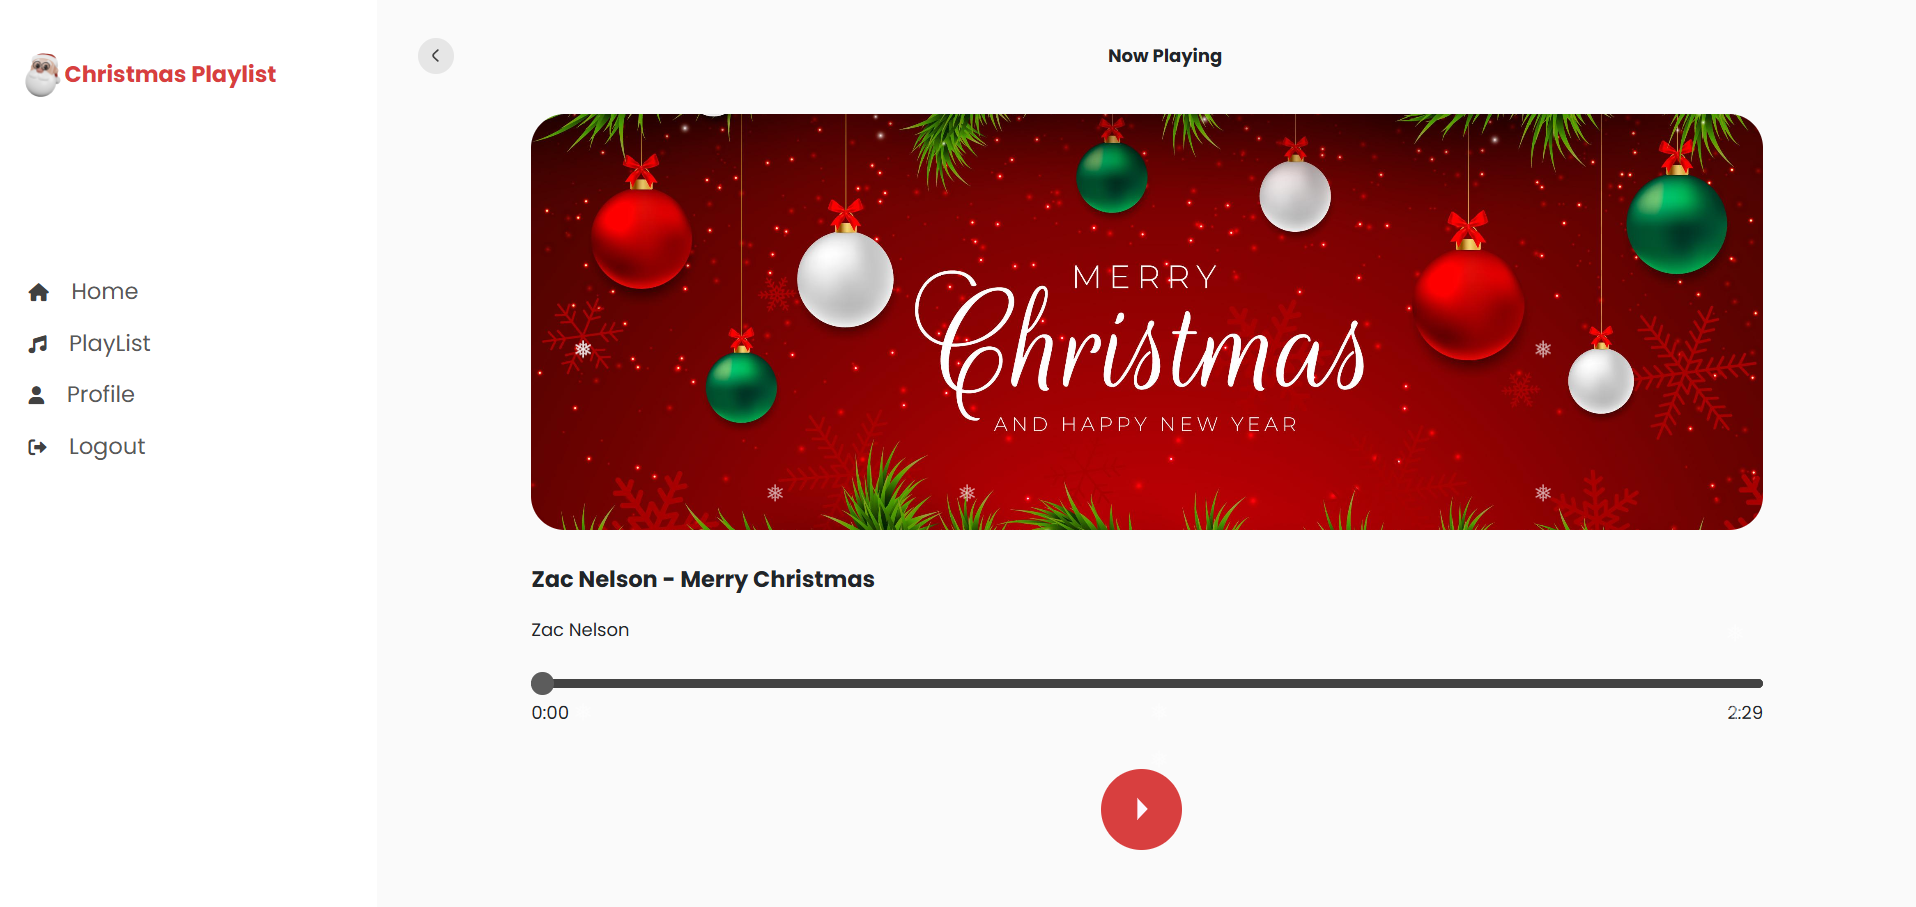 Christmas Playlist
Home
PlayList
Profile
Logout
Now Playing
MERRY
Christmas
AND HAPPY NEW YEAR
Zac Nelson - Merry Christmas
Zac Nelson
0:00
2:29